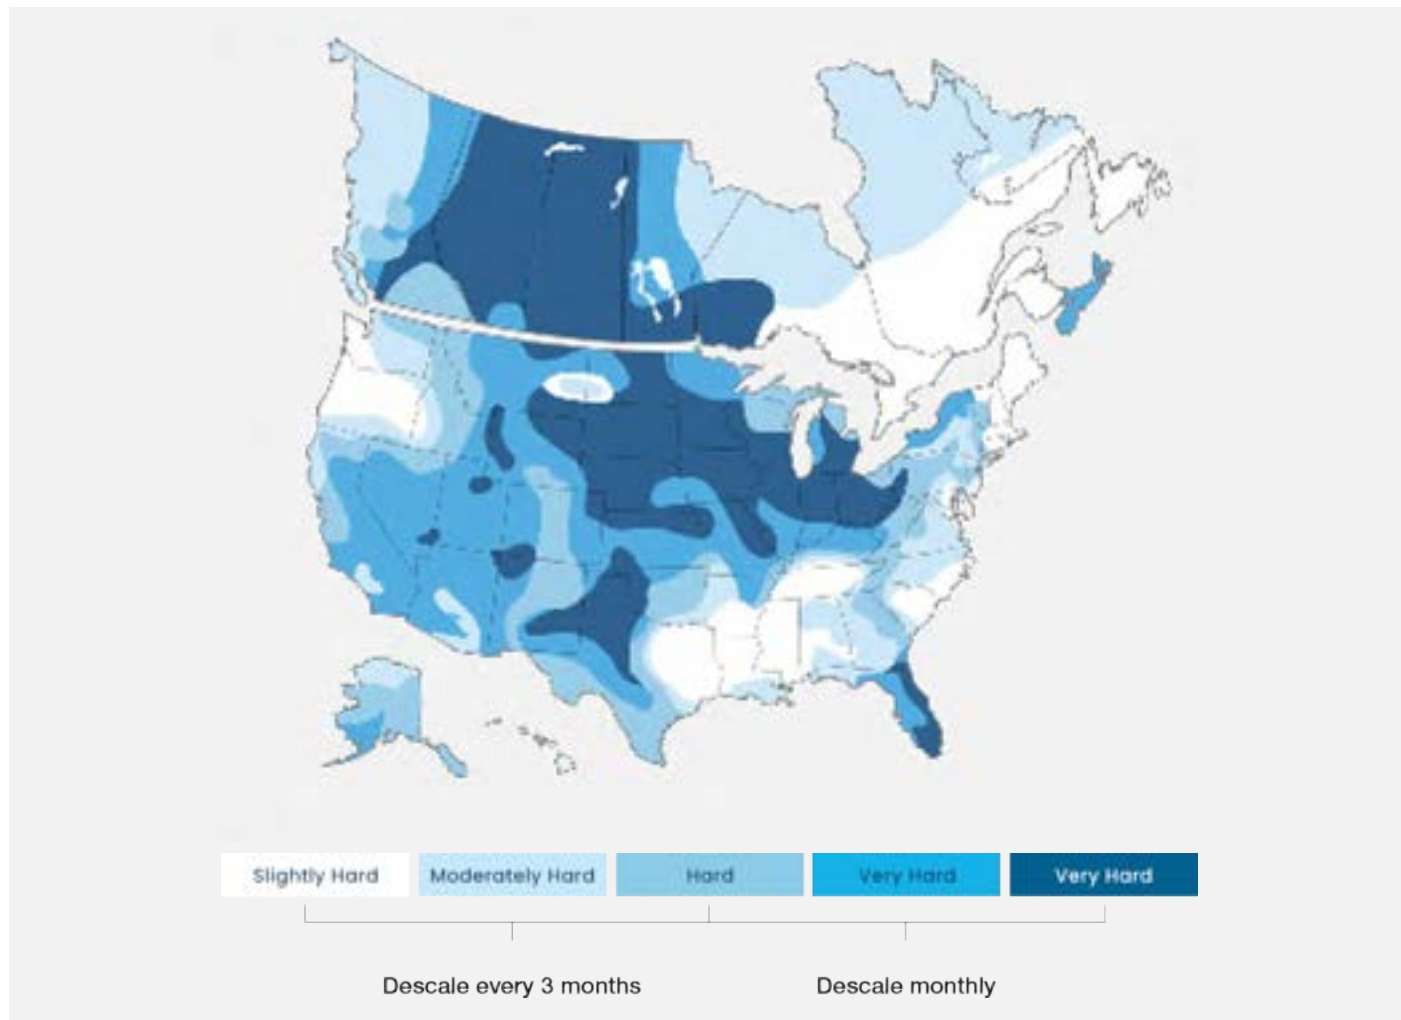 Slightly Hard
Moderately Hard
Hard
Very Hard
Very Hard
Descale every 3 months
Descale monthly